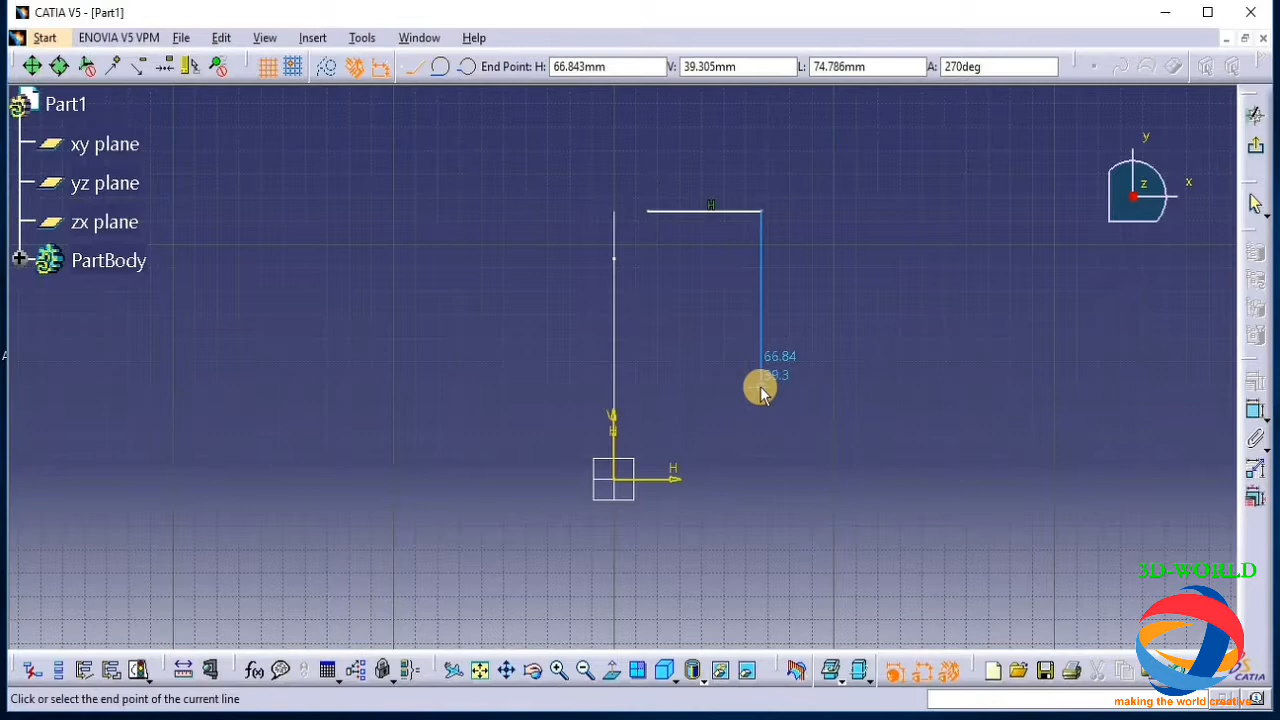 CATIA V5 - [Part1]
Start ENOVIA V5 VPM File Edit View Insert Tools Window Help
End Point: H: 66.843mm V: 39.305mm L: 74.786mm A: 270deg
Part1
xy plane
yz plane
zx plane
PartBody
y
z
x
H
66.84
39.3
V
H
H
3D-WORLD
f(x)
CATIA
making the world creative
Click or select the end point of the current line